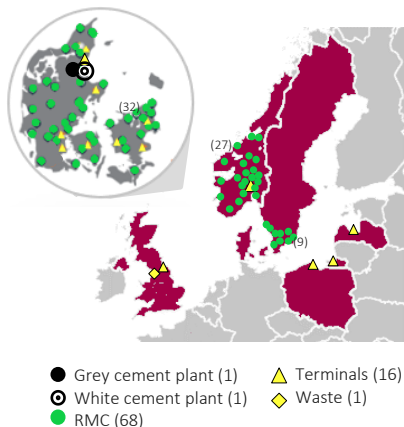 (32)
(27)
(9)
Grey cement plant (1)
White cement plant (1)
RMC (68)
Terminals (16)
Waste (1)